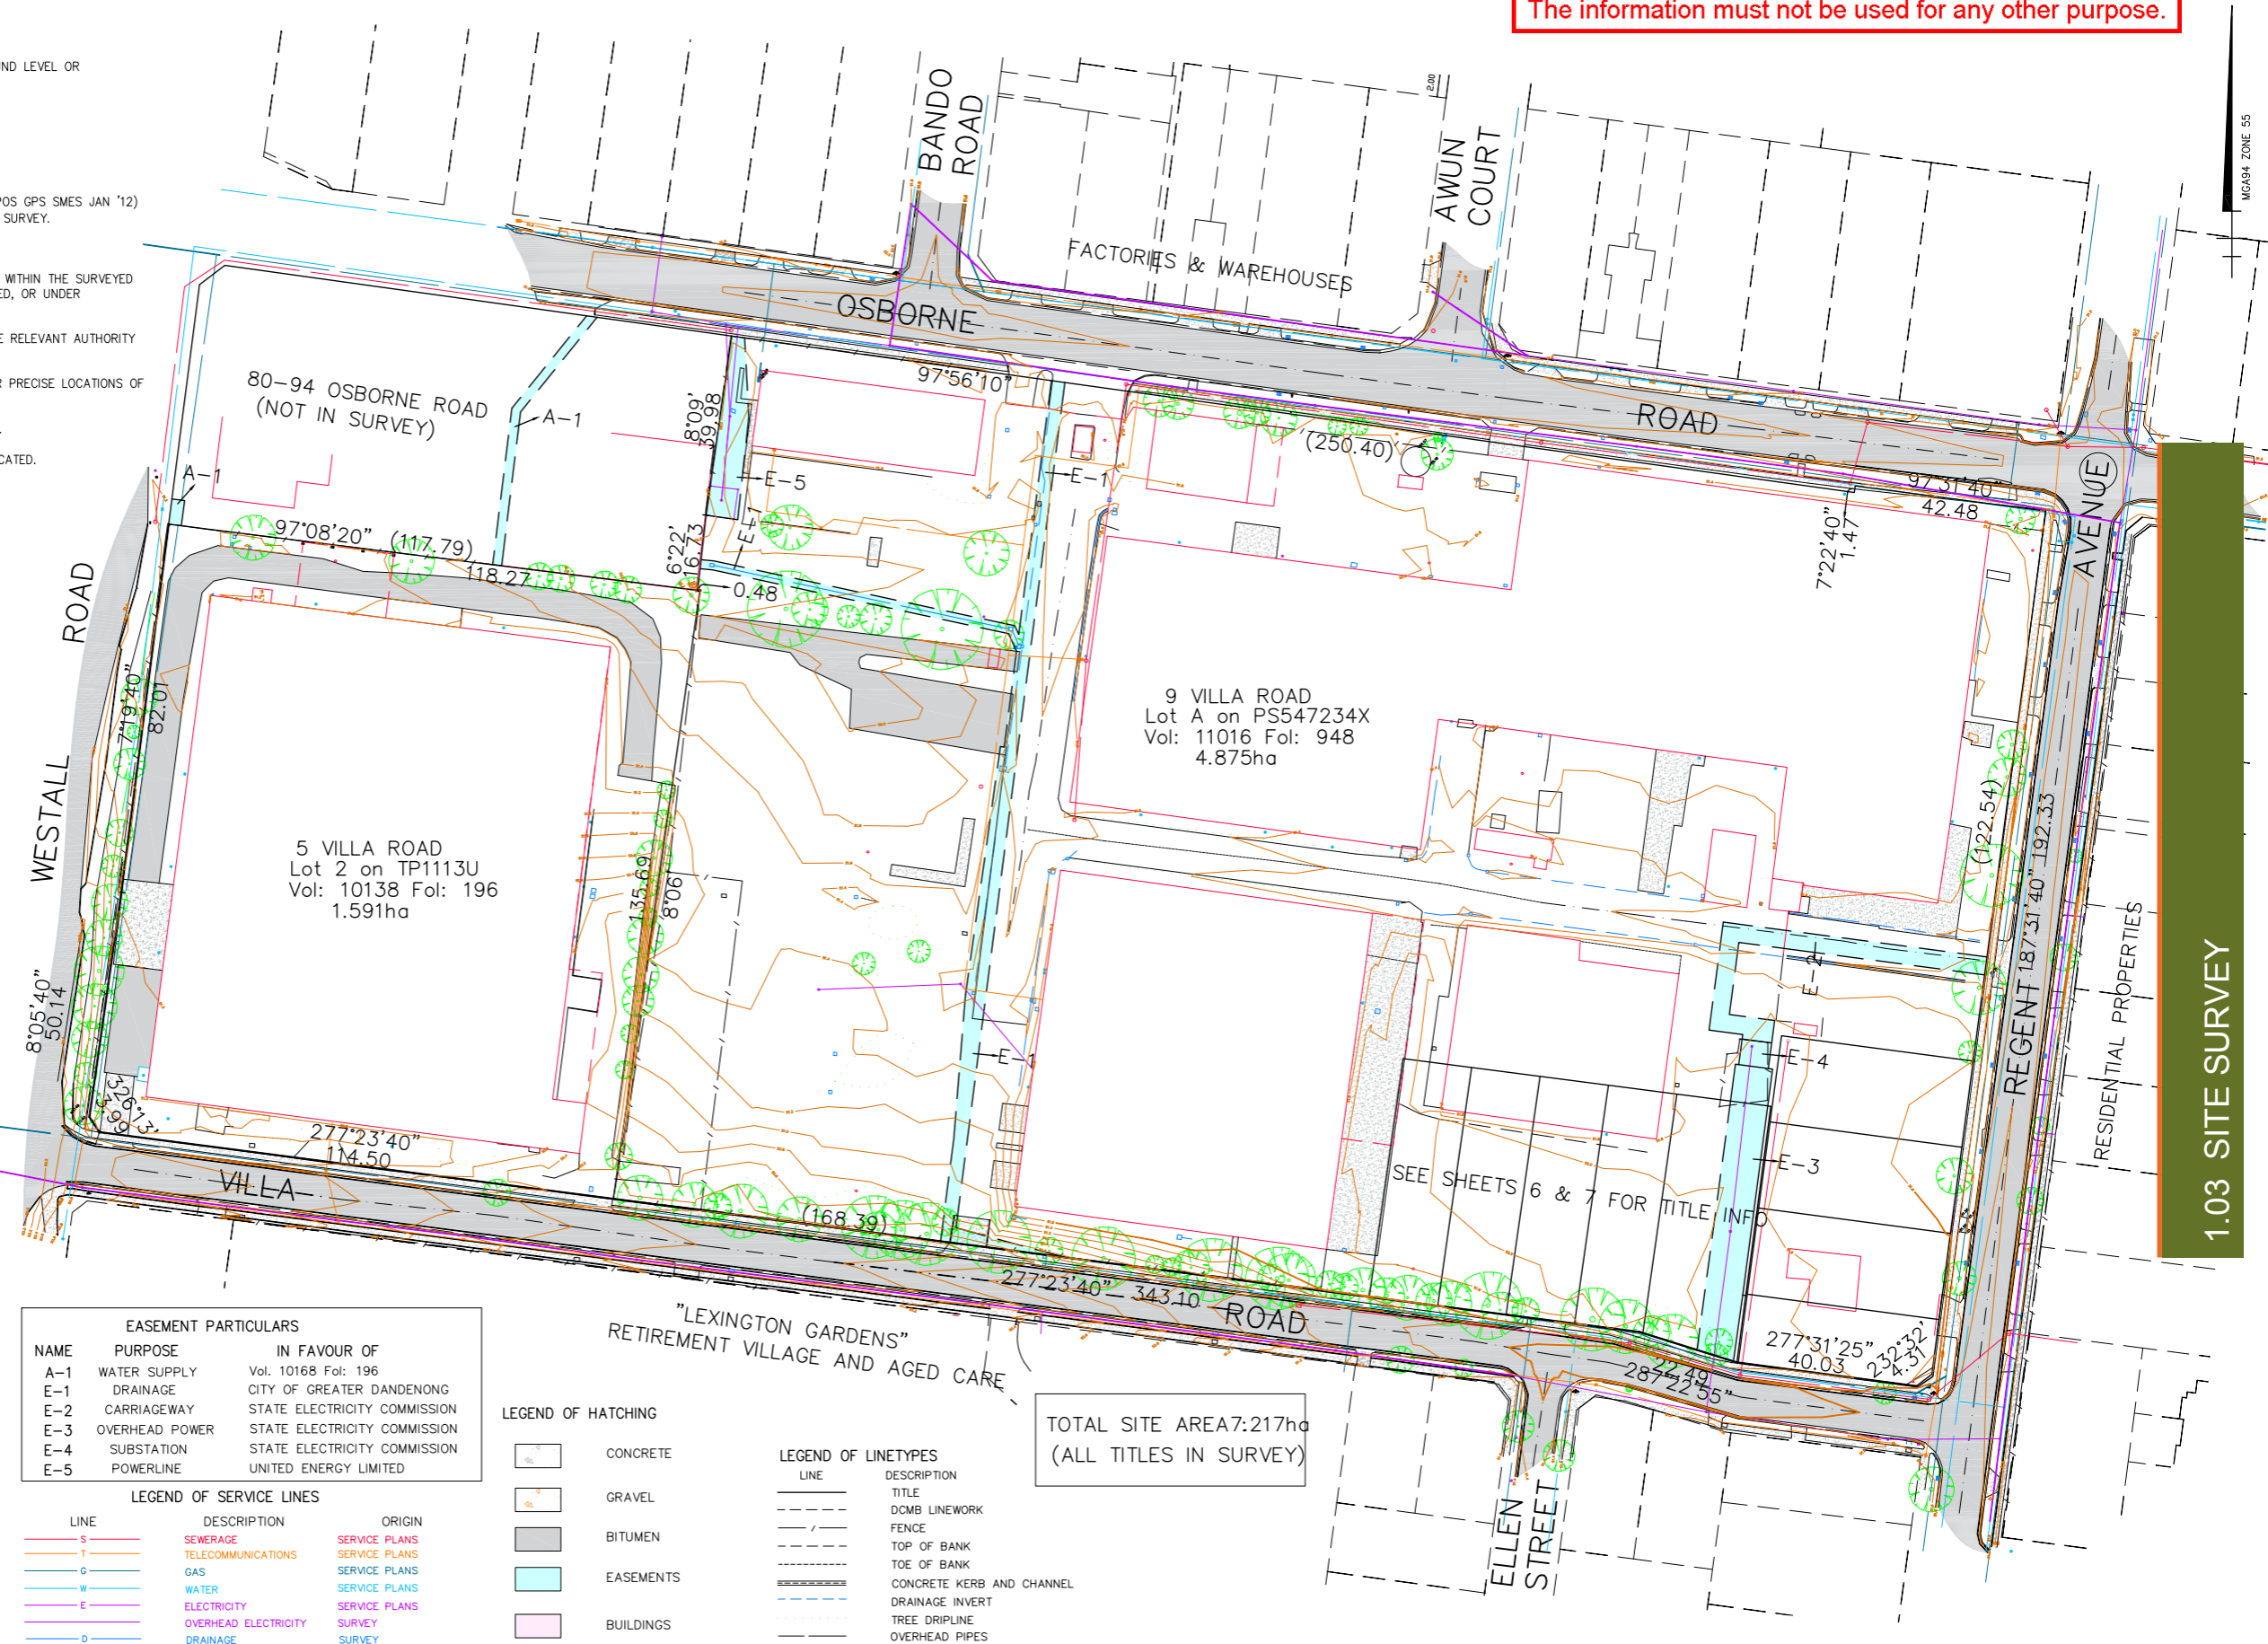 The information must not be used for any other purpose.
ND LEVEL OR
POS GPS SMES JAN '12)
SURVEY.
WITHIN THE SURVEYED
ED, OR UNDER
E RELEVANT AUTHORITY
R PRECISE LOCATIONS OF
CATED.
MGA94 ZONE 55
BANDO
ROAD
2.00
AWUN
COURT
FACTORIES & WAREHOUSES
OSBORNE
ROAD
80-94 OSBORNE ROAD
(NOT IN SURVEY)
A-1
A-1
8°09'
39.98
97°56'10"
(250.40)
E-5
E-1
E-1
97°31'40"
42.48
7°22'40"
1.47
AVENUE
97°08'20" (117.79)
118.27
6°22'
16.73
0.48
WESTALL
ROAD
7°19'40"
82.01
9 VILLA ROAD
Lot A on PS547234X
Vol: 11016 Fol: 948
4.875ha
5 VILLA ROAD
Lot 2 on TP1113U
Vol: 10138 Fol: 196
1.591ha
135.69
8°06'
(122.54)
REGENT 187°31'40" 192.33
RESIDENTIAL PROPERTIES
1.03 SITE SURVEY
8°05'40"
50.14
326°13'
3.99
277°23'40"
114.50
E-1
E-2
E-4
E-3
SEE SHEETS 6 & 7 FOR TITLE INFO
VILLA
(168.39)
277°23'40" 343.10
ROAD
22.49
287°22'55"
277°31'25"
40.03
232°32'
4.31
"LEXINGTON GARDENS"
RETIREMENT VILLAGE AND AGED CARE
TOTAL SITE AREA7.217ha
(ALL TITLES IN SURVEY)
ELLEN
STREET
EASEMENT PARTICULARS
NAME PURPOSE IN FAVOUR OF
A-1 WATER SUPPLY Vol. 10168 Fol: 196
E-1 DRAINAGE CITY OF GREATER DANDENONG
E-2 CARRIAGEWAY STATE ELECTRICITY COMMISSION
E-3 OVERHEAD POWER STATE ELECTRICITY COMMISSION
E-4 SUBSTATION STATE ELECTRICITY COMMISSION
E-5 POWERLINE UNITED ENERGY LIMITED
LEGEND OF SERVICE LINES
LINE DESCRIPTION ORIGIN
S SEWERAGE SERVICE PLANS
T TELECOMMUNICATIONS SERVICE PLANS
G GAS SERVICE PLANS
W WATER SERVICE PLANS
E ELECTRICITY SERVICE PLANS
OVERHEAD ELECTRICITY SURVEY
D DRAINAGE SURVEY
LEGEND OF HATCHING
CONCRETE
GRAVEL
BITUMEN
EASEMENTS
BUILDINGS
LEGEND OF LINETYPES
LINE DESCRIPTION
TITLE
DCMB LINEWORK
FENCE
TOP OF BANK
TOE OF BANK
CONCRETE KERB AND CHANNEL
DRAINAGE INVERT
TREE DRIPLINE
OVERHEAD PIPES